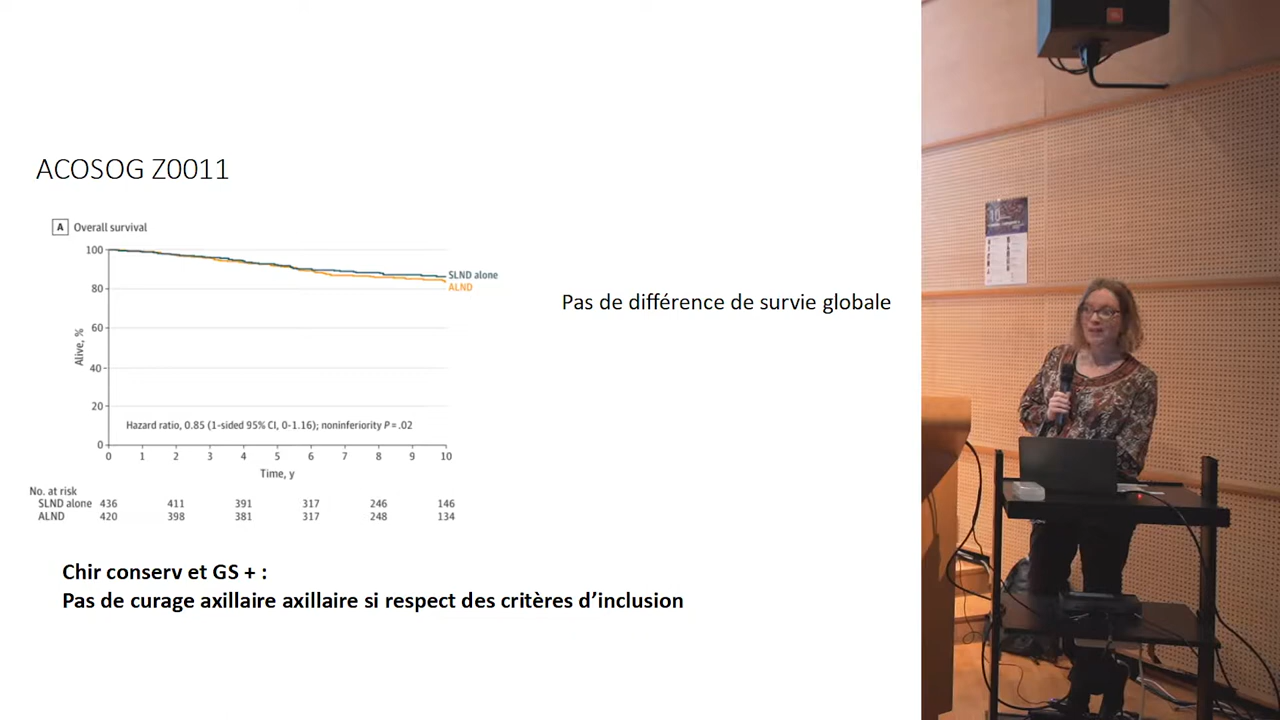 ACOSOG Z0011
A Overall survival
100
80
60
40
20
0
Alive, %
SLND alone
ALND
Hazard ratio, 0.85 (1-sided 95% CI, 0-1.16); noninferiority P = .02
0 1 2 3 4 5 6 7 8 9 10
Time, y
No. at risk
SLND alone 436 411 391 317 246 146
ALND 420 398 381 317 248 134
Pas de différence de survie globale
Chir conserv et GS + :
Pas de curage axillaire axillaire si respect des critères d’inclusion